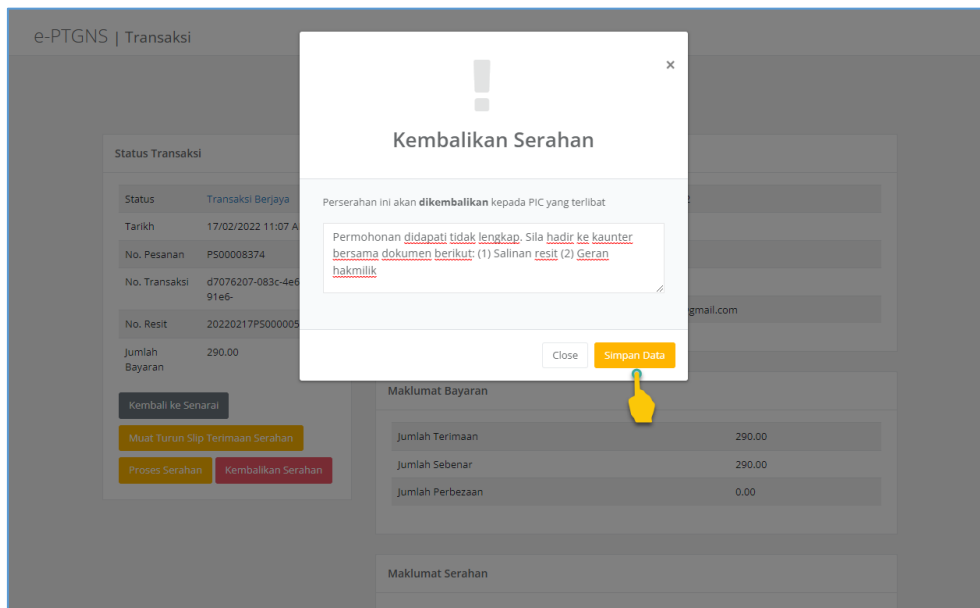 e-PTGNS | Transaksi
×
Kembalikan Serahan
Perserahan ini akan dikembalikan kepada PIC yang terlibat
Permohonan didapati tidak lengkap. Sila hadir ke kaunter
bersama dokumen berikut: (1) Salinan resit (2) Geran
hakmilik
Close
Simpan Data
Status Transaksi
Status Transaksi Berjaya
Tarikh 17/02/2022 11:07 A
No. Pesanan PS00008374
No. Transaksi d7076207-083c-4e6
91e6-
No. Resit 20220217PS000005
Jumlah 290.00
Bayaran
Kembali ke Senarai
Muat Turun Slip Terimaan Serahan
Proses Serahan Kembalikan Serahan
gmail.com
Maklumat Bayaran
Jumlah Terimaan 290.00
Jumlah Sebenar 290.00
Jumlah Perbezaan 0.00
Maklumat Serahan